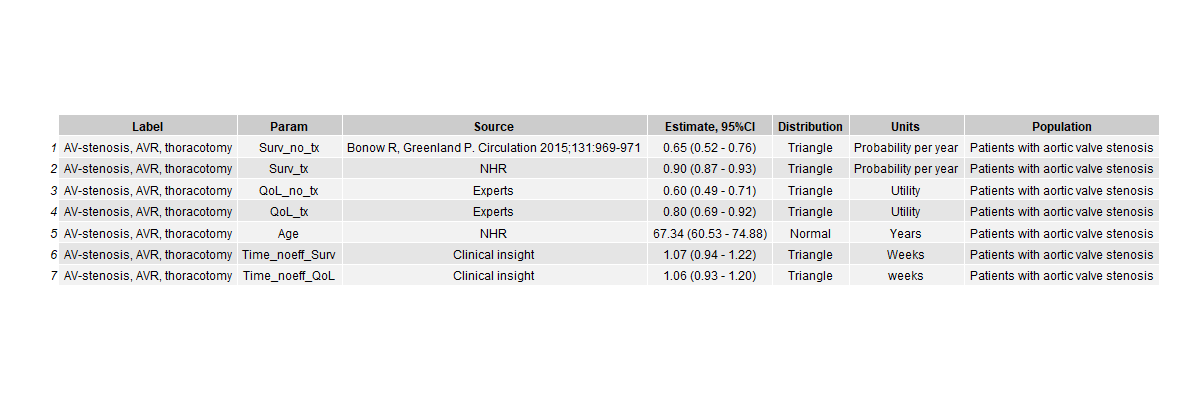 Label Param Source Estimate, 95%CI Distribution Units Population
1 AV-stenosis, AVR, thoracotomy Surv_no_tx Bonow R, Greenland P. Circulation 2015;131:969-971 0.65 (0.52 - 0.76) Triangle Probability per year Patients with aortic valve stenosis
2 AV-stenosis, AVR, thoracotomy Surv_tx NHR 0.90 (0.87 - 0.93) Triangle Probability per year Patients with aortic valve stenosis
3 AV-stenosis, AVR, thoracotomy QoL_no_tx Experts 0.60 (0.49 - 0.71) Triangle Utility Patients with aortic valve stenosis
4 AV-stenosis, AVR, thoracotomy QoL_tx Experts 0.80 (0.69 - 0.92) Triangle Utility Patients with aortic valve stenosis
5 AV-stenosis, AVR, thoracotomy Age NHR 67.34 (60.53 - 74.88) Normal Years Patients with aortic valve stenosis
6 AV-stenosis, AVR, thoracotomy Time_noeff_Surv Clinical insight 1.07 (0.94 - 1.22) Triangle Weeks Patients with aortic valve stenosis
7 AV-stenosis, AVR, thoracotomy Time_noeff_QoL Clinical insight 1.06 (0.93 - 1.20) Triangle weeks Patients with aortic valve stenosis